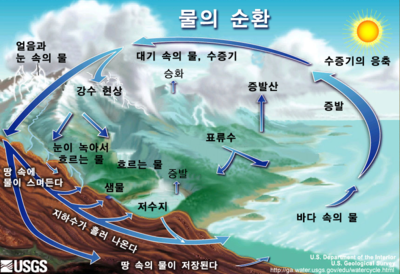 물의 순환
얼음과
눈 속의 물
대기 속의 물, 수증기
수증기의 응축
승화
강수 현상
증발산
증발
눈이 녹아서
흐르는 물
표류수
흐르는 물
증발
땅 속에
물이 스며든다
샘물
저수지
바다 속의 물
지하수가 흘러 나온다
땅 속의 물이 저장된다
USGS
U.S. Department of the Interior
U.S. Geological Survey
http://ga.water.usgs.gov/edu/watercycle.html